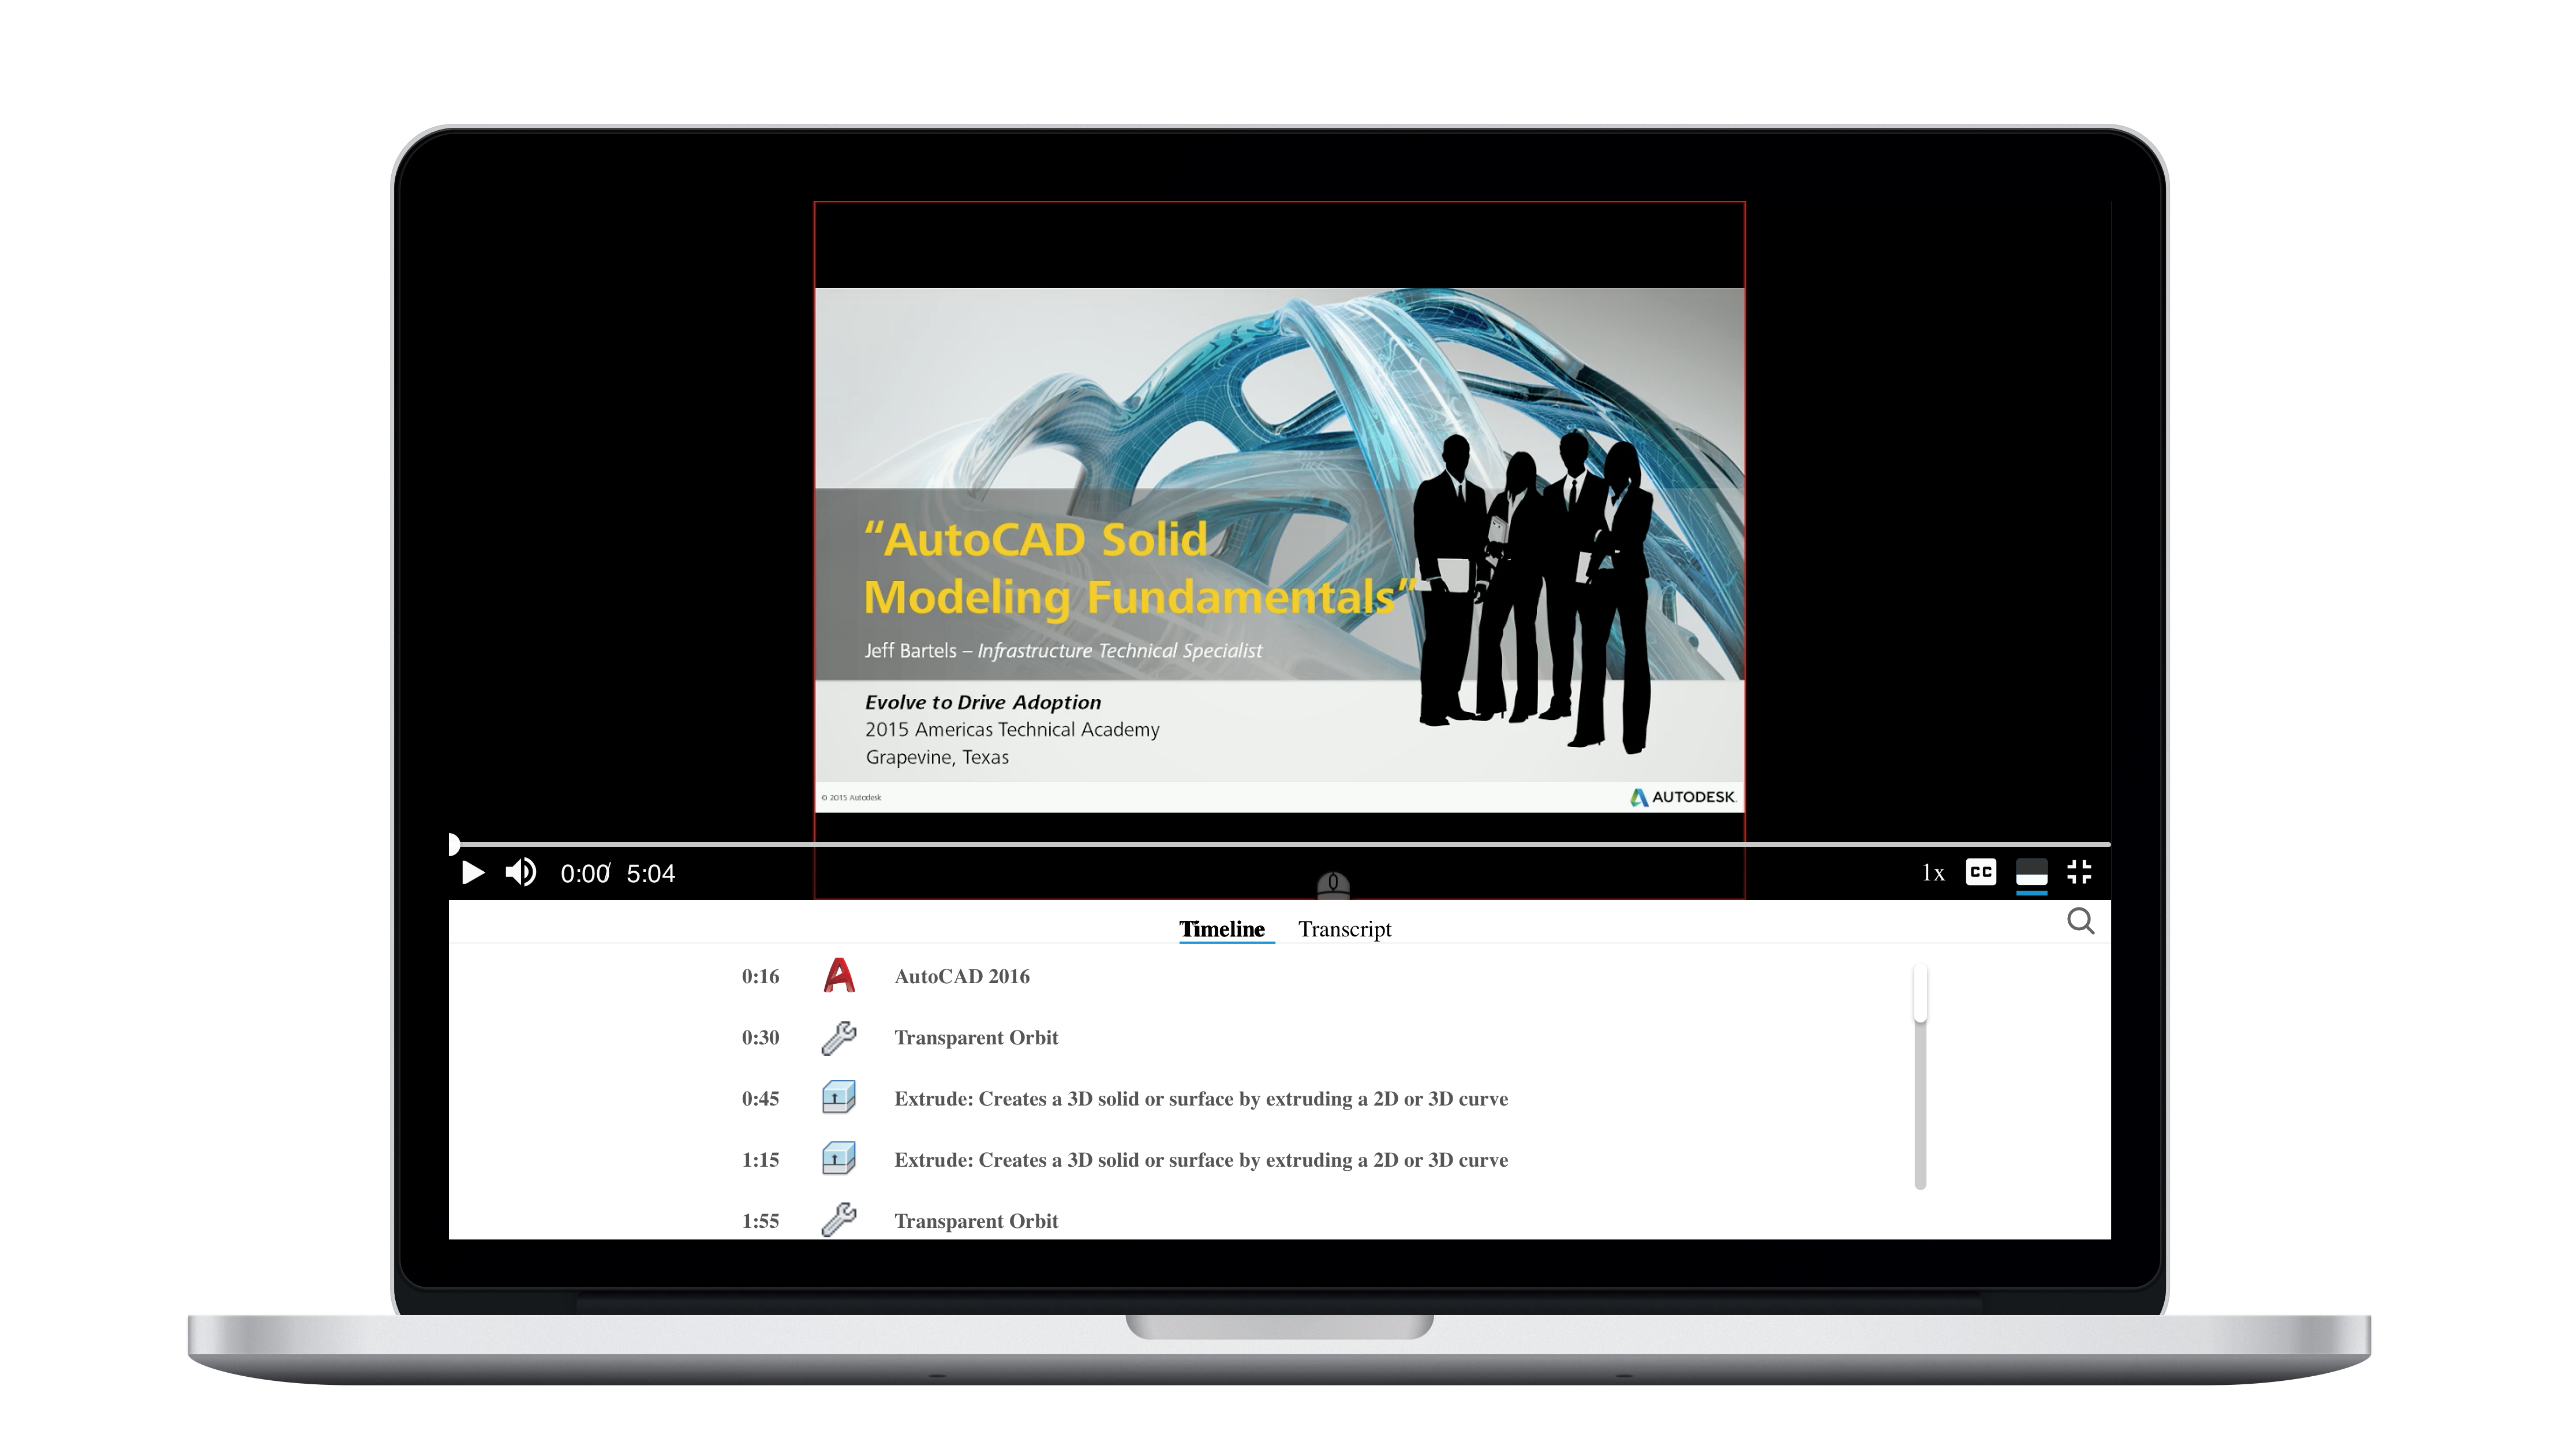 “AutoCAD Solid
Modeling Fundamentals”
Jeff Bartels – Infrastructure Technical Specialist
Evolve to Drive Adoption
2015 Americas Technical Academy
Grapevine, Texas
© 2015 Autodesk
AUTODESK.
0:00/ 5:04
1x CC
Timeline Transcript
0:16 AutoCAD 2016
0:30 Transparent Orbit
0:45 Extrude: Creates a 3D solid or surface by extruding a 2D or 3D curve
1:15 Extrude: Creates a 3D solid or surface by extruding a 2D or 3D curve
1:55 Transparent Orbit